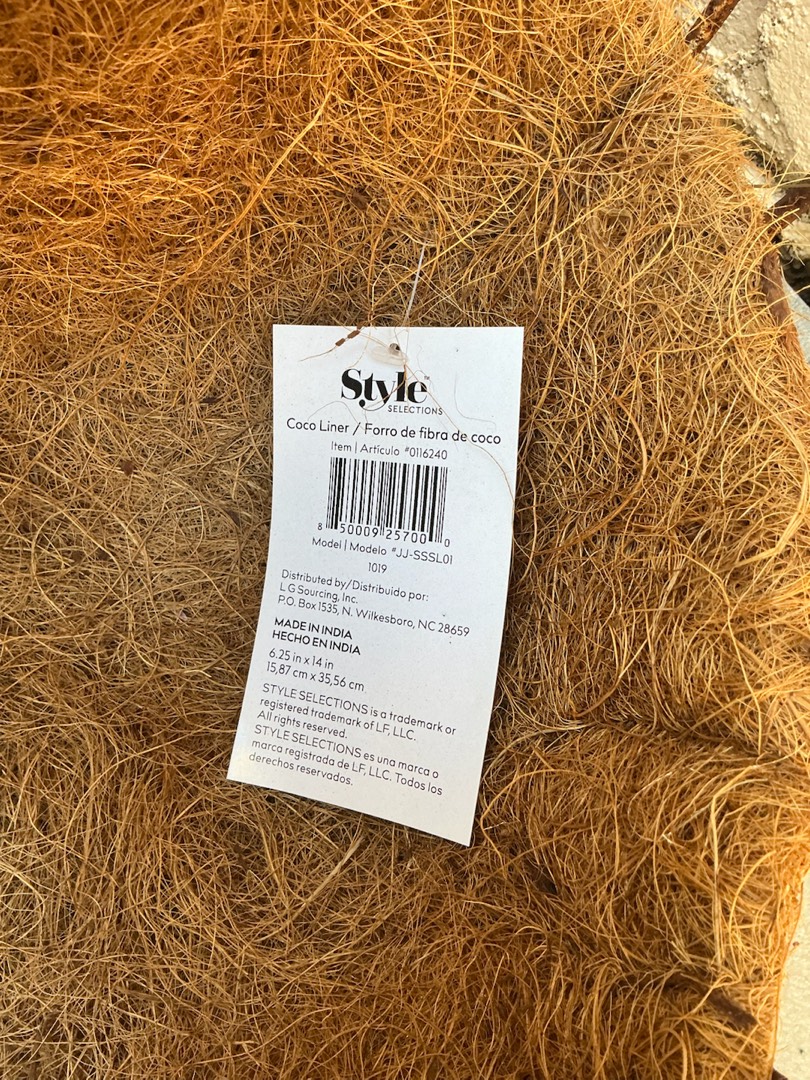 Style™
SELECTIONS
Coco Liner / Forro de fibra de coco
Item | Artículo #0116240
8 50009 25700 0
Model | Modelo #JJ-SSSL01
1019
Distributed by/Distribuido por:
L G Sourcing, Inc.
P.O. Box 1535, N. Wilkesboro, NC 28659
MADE IN INDIA
HECHO EN INDIA
6.25 in x 14 in
15,87 cm x 35,56 cm
STYLE SELECTIONS is a trademark or
registered trademark of LF, LLC.
All rights reserved.
STYLE SELECTIONS es una marca o
marca registrada de LF, LLC. Todos los
derechos reservados.